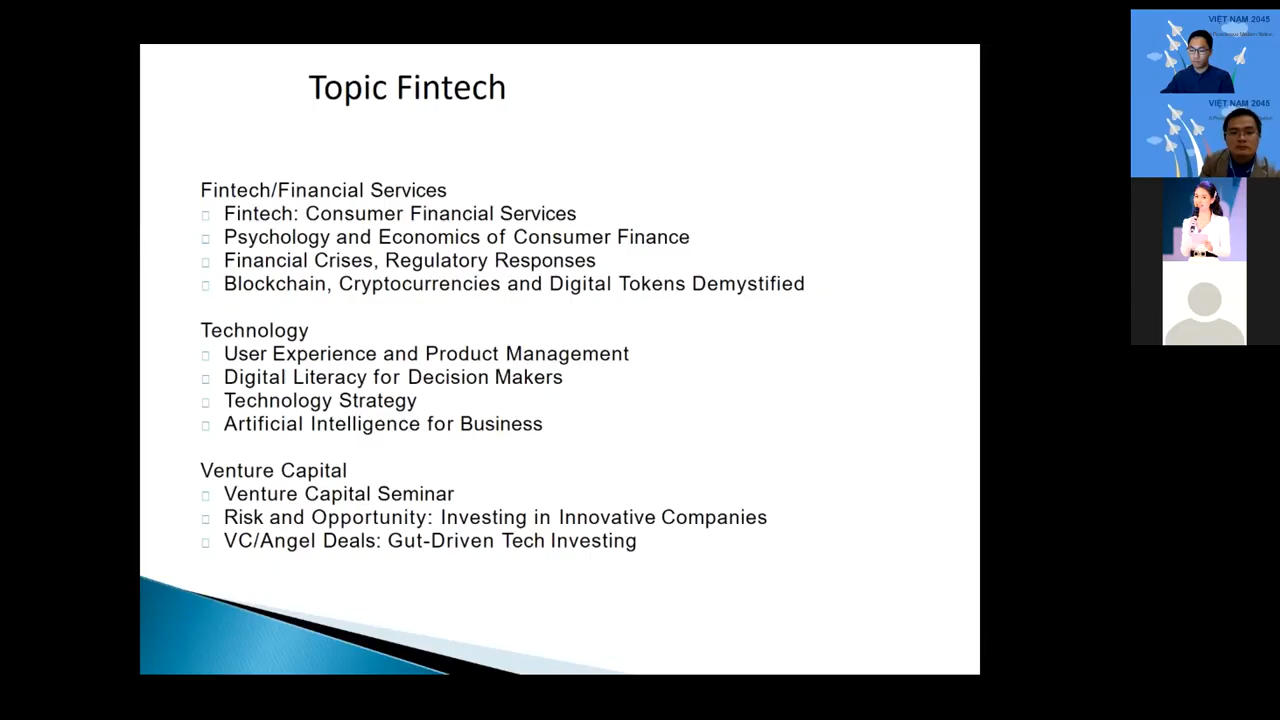 Topic Fintech
Fintech/Financial Services
Fintech: Consumer Financial Services
Psychology and Economics of Consumer Finance
Financial Crises, Regulatory Responses
Blockchain, Cryptocurrencies and Digital Tokens Demystified
Technology
User Experience and Product Management
Digital Literacy for Decision Makers
Technology Strategy
Artificial Intelligence for Business
Venture Capital
Venture Capital Seminar
Risk and Opportunity: Investing in Innovative Companies
VC/Angel Deals: Gut-Driven Tech Investing
VIỆT NAM 2045
VIỆT NAM 2045